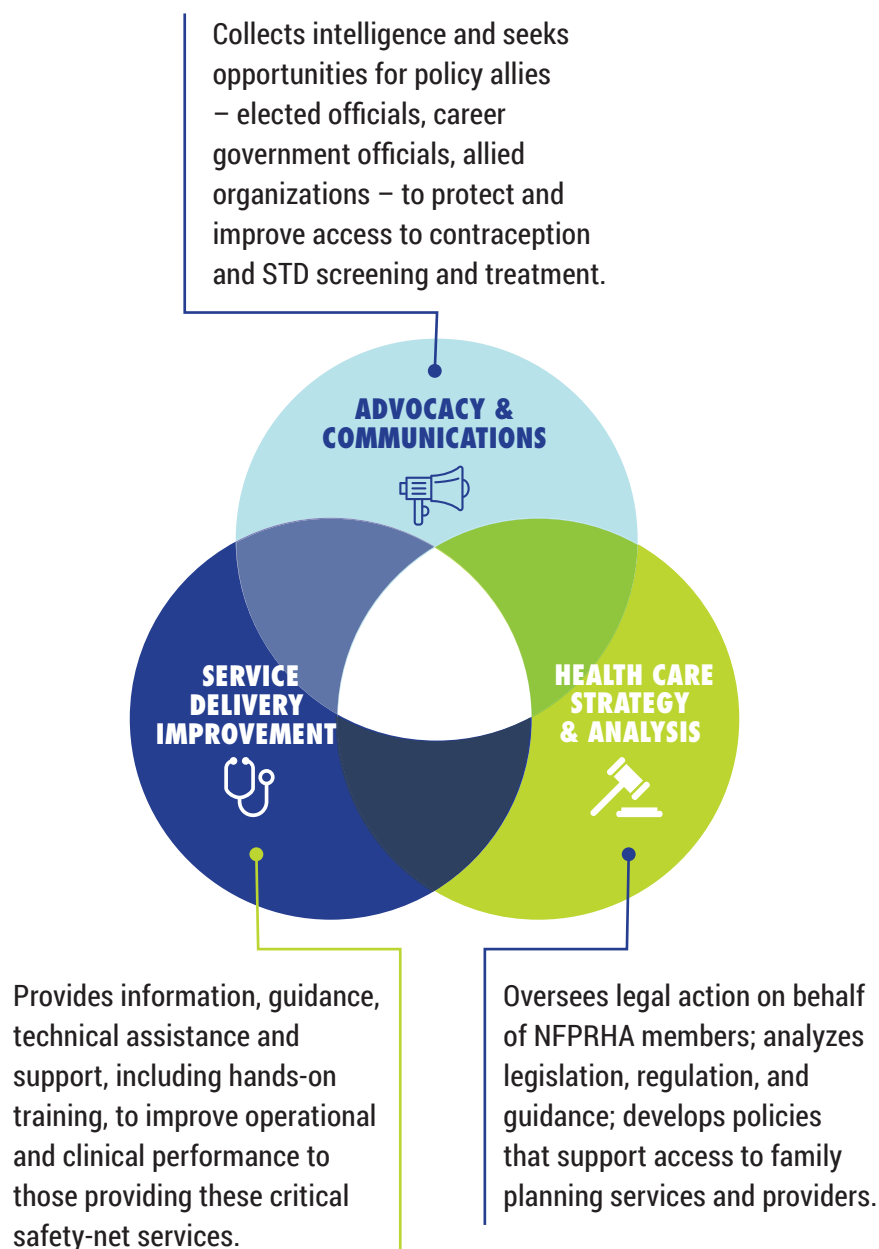 Collects intelligence and seeks
opportunities for policy allies
– elected officials, career
government officials, allied
organizations – to protect and
improve access to contraception
and STD screening and treatment.
ADVOCACY &
COMMUNICATIONS
SERVICE
DELIVERY
IMPROVEMENT
HEALTH CARE
STRATEGY
& ANALYSIS
Provides information, guidance,
technical assistance and
support, including hands-on
training, to improve operational
and clinical performance to
those providing these critical
safety-net services.
Oversees legal action on behalf
of NFPRHA members; analyzes
legislation, regulation, and
guidance; develops policies
that support access to family
planning services and providers.